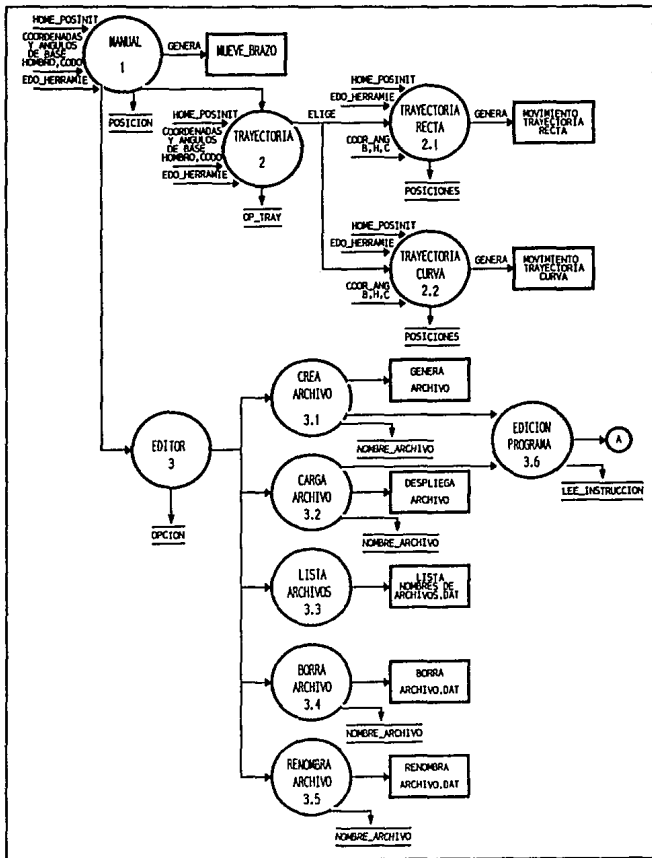 HOME_POSINIT
COORDENADAS
Y ANGULOS
DE BASE
HOMBRO,CODO
EDO_HERRAMIE
MANUAL
1
GENERA
MUEVE_BRAZO
POSICION
HOME_POSINIT
COORDENADAS
Y ANGULOS
DE BASE
HOMBRO,CODO
EDO_HERRAMIE
TRAYECTORIA
2
OP_TRAY
ELIGE
HOME_POSINIT
EDO_HERRAMIE
COOR_ANG
B,H,C
TRAYECTORIA
RECTA
2.1
GENERA
MOVIMIENTO
TRAYECTORIA
RECTA
POSICIONES
HOME_POSINIT
EDO_HERRAMIE
COOR_ANG
B,H,C
TRAYECTORIA
CURVA
2.2
GENERA
MOVIMIENTO
TRAYECTORIA
CURVA
POSICIONES
EDITOR
3
OPCION
CREA
ARCHIVO
3.1
GENERA
ARCHIVO
NOMBRE_ARCHIVO
EDICION
PROGRAMA
3.6
A
LEE_INSTRUCCION
CARGA
ARCHIVO
3.2
DESPLIEGA
ARCHIVO
NOMBRE_ARCHIVO
LISTA
ARCHIVOS
3.3
LISTA
NOMBRES DE
ARCHIVOS.DAT
BORRA
ARCHIVO
3.4
BORRA
ARCHIVO.DAT
NOMBRE_ARCHIVO
RENOMBRA
ARCHIVO
3.5
RENOMBRA
ARCHIVO.DAT
NOMBRE_ARCHIVO